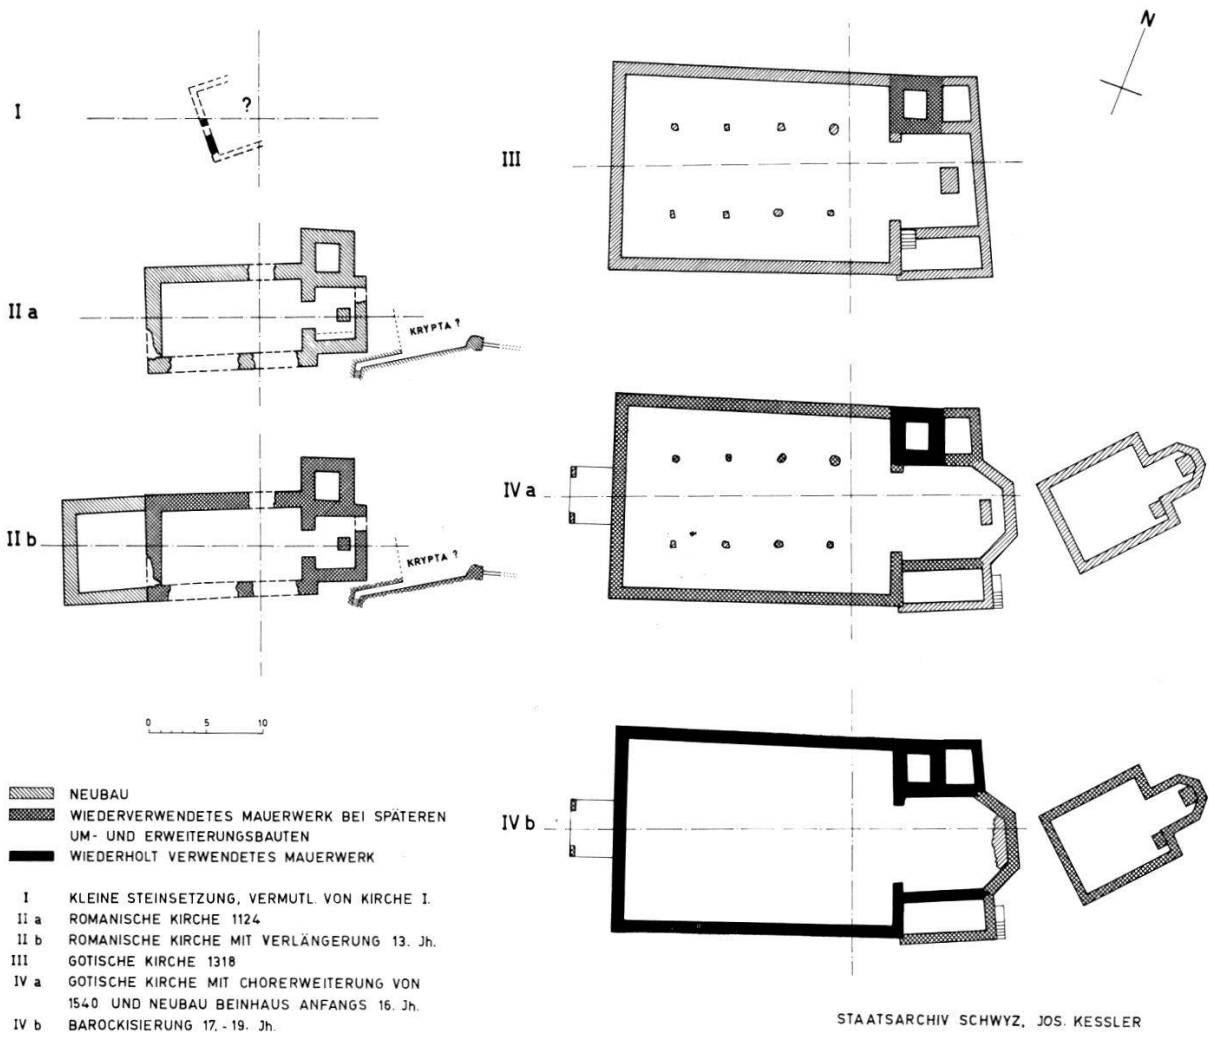 N
I
?
III
II a
KRYPTA ?
IV a
II b
KRYPTA ?
0 5 10
IV b
NEUBAU
WIEDERVERWENDETES MAUERWERK BEI SPÄTEREN
UM- UND ERWEITERUNGSBAUTEN
WIEDERHOLT VERWENDETES MAUERWERK
I KLEINE STEINSETZUNG, VERMUTL. VON KIRCHE I.
II a ROMANISCHE KIRCHE 1124
II b ROMANISCHE KIRCHE MIT VERLÄNGERUNG 13. Jh.
III GOTISCHE KIRCHE 1318
IV a GOTISCHE KIRCHE MIT CHORERWEITERUNG VON
1540 UND NEUBAU BEINHAUS ANFANGS 16. Jh.
IV b BAROCKISIERUNG 17. - 19. Jh.
STAATSARCHIV SCHWYZ, JOS. KESSLER